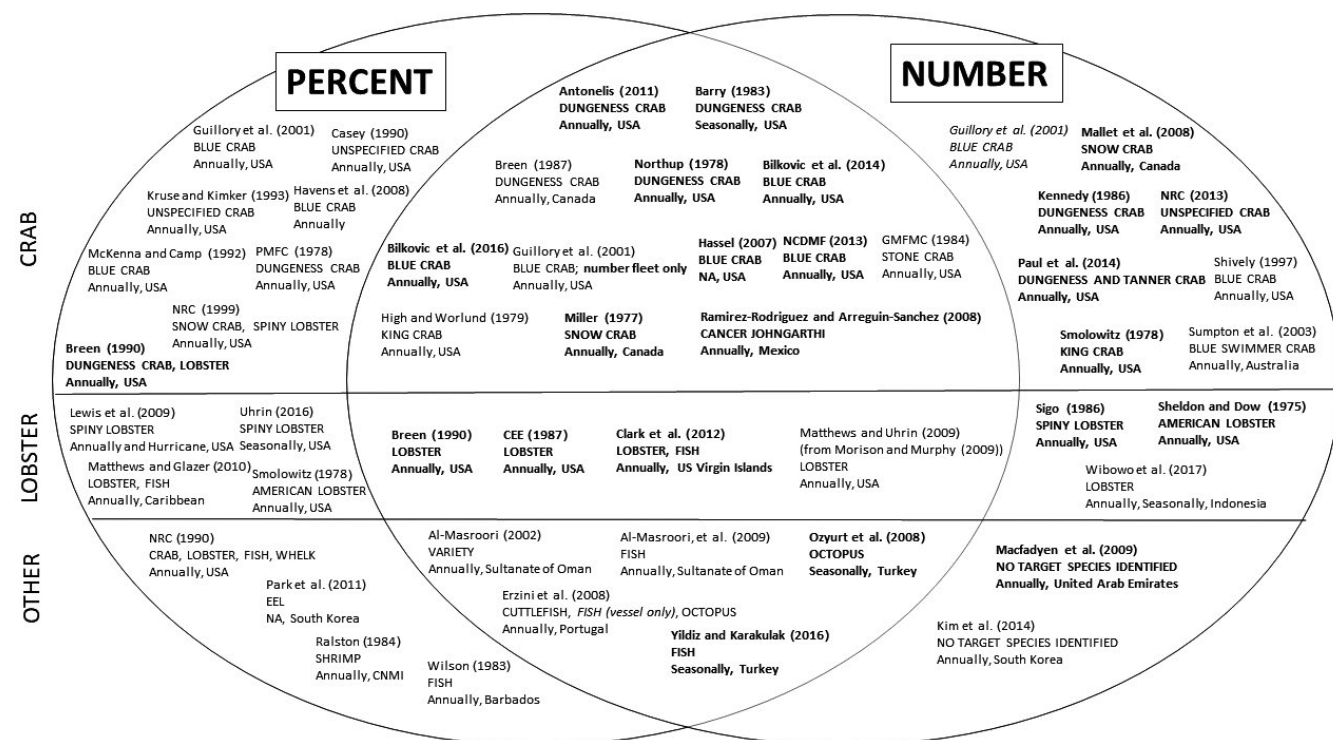 PERCENT
NUMBER
CRAB
LOBSTER
OTHER
Guillory et al. (2001)
BLUE CRAB
Annually, USA
Casey (1990)
UNSPECIFIED CRAB
Annually, USA
Kruse and Kimker (1993)
UNSPECIFIED CRAB
Annually, USA
Havens et al. (2008)
BLUE CRAB
Annually
McKenna and Camp (1992)
BLUE CRAB
Annually, USA
PMFC (1978)
DUNGENESS CRAB
Annually, USA
NRC (1999)
SNOW CRAB, SPINY LOBSTER
Annually, USA
Breen (1990)
DUNGENESS CRAB, LOBSTER
Annually, USA
Antonelis (2011)
DUNGENESS CRAB
Annually, USA
Barry (1983)
DUNGENESS CRAB
Seasonally, USA
Breen (1987)
DUNGENESS CRAB
Annually, Canada
Northup (1978)
DUNGENESS CRAB
Annually, USA
Bilkovic et al. (2014)
BLUE CRAB
Annually, USA
Bilkovic et al. (2016)
BLUE CRAB
Annually, USA
Guillory et al. (2001)
BLUE CRAB; number fleet only
Annually, USA
Hassel (2007)
BLUE CRAB
NA, USA
NCDMF (2013)
BLUE CRAB
Annually, USA
GMFMC (1984)
STONE CRAB
Annually, USA
High and Worlund (1979)
KING CRAB
Annually, USA
Miller (1977)
SNOW CRAB
Annually, Canada
Ramirez-Rodriguez and Arreguin-Sanchez (2008)
CANCER JOHNGARTHI
Annually, Mexico
Guillory et al. (2001)
BLUE CRAB
Annually, USA
Mallet et al. (2008)
SNOW CRAB
Annually, Canada
Kennedy (1986)
DUNGENESS CRAB
Annually, USA
NRC (2013)
UNSPECIFIED CRAB
Annually, USA
Paul et al. (2014)
DUNGENESS AND TANNER CRAB
Annually, USA
Shively (1997)
BLUE CRAB
Annually, USA
Smolowitz (1978)
KING CRAB
Annually, USA
Sumpton et al. (2003)
BLUE SWIMMER CRAB
Annually, Australia
Lewis et al. (2009)
SPINY LOBSTER
Annually and Hurricane, USA
Uhrin (2016)
SPINY LOBSTER
Seasonally, USA
Matthews and Glazer (2010)
LOBSTER, FISH
Annually, Caribbean
Smolowitz (1978)
AMERICAN LOBSTER
Annually, USA
Breen (1990)
LOBSTER
Annually, USA
CEE (1987)
LOBSTER
Annually, USA
Clark et al. (2012)
LOBSTER, FISH
Annually, US Virgin Islands
Matthews and Uhrin (2009)
(from Morison and Murphy (2009))
LOBSTER
Annually, USA
Sigo (1986)
SPINY LOBSTER
Annually, USA
Sheldon and Dow (1975)
AMERICAN LOBSTER
Annually, USA
Wibowo et al. (2017)
LOBSTER
Annually, Seasonally, Indonesia
NRC (1990)
CRAB, LOBSTER, FISH, WHELK
Annually, USA
Park et al. (2011)
EEL
NA, South Korea
Ralston (1984)
SHRIMP
Annually, CNMI
Wilson (1983)
FISH
Annually, Barbados
Al-Masroori (2002)
VARIETY
Annually, Sultanate of Oman
Al-Masroori, et al. (2009)
FISH
Annually, Sultanate of Oman
Ozyurt et al. (2008)
OCTOPUS
Seasonally, Turkey
Erzini et al. (2008)
CUTTLEFISH, FISH (vessel only), OCTOPUS
Annually, Portugal
Yildiz and Karakulak (2016)
FISH
Seasonally, Turkey
Macfadyen et al. (2009)
NO TARGET SPECIES IDENTIFIED
Annually, United Arab Emirates
Kim et al. (2014)
NO TARGET SPECIES IDENTIFIED
Annually, South Korea